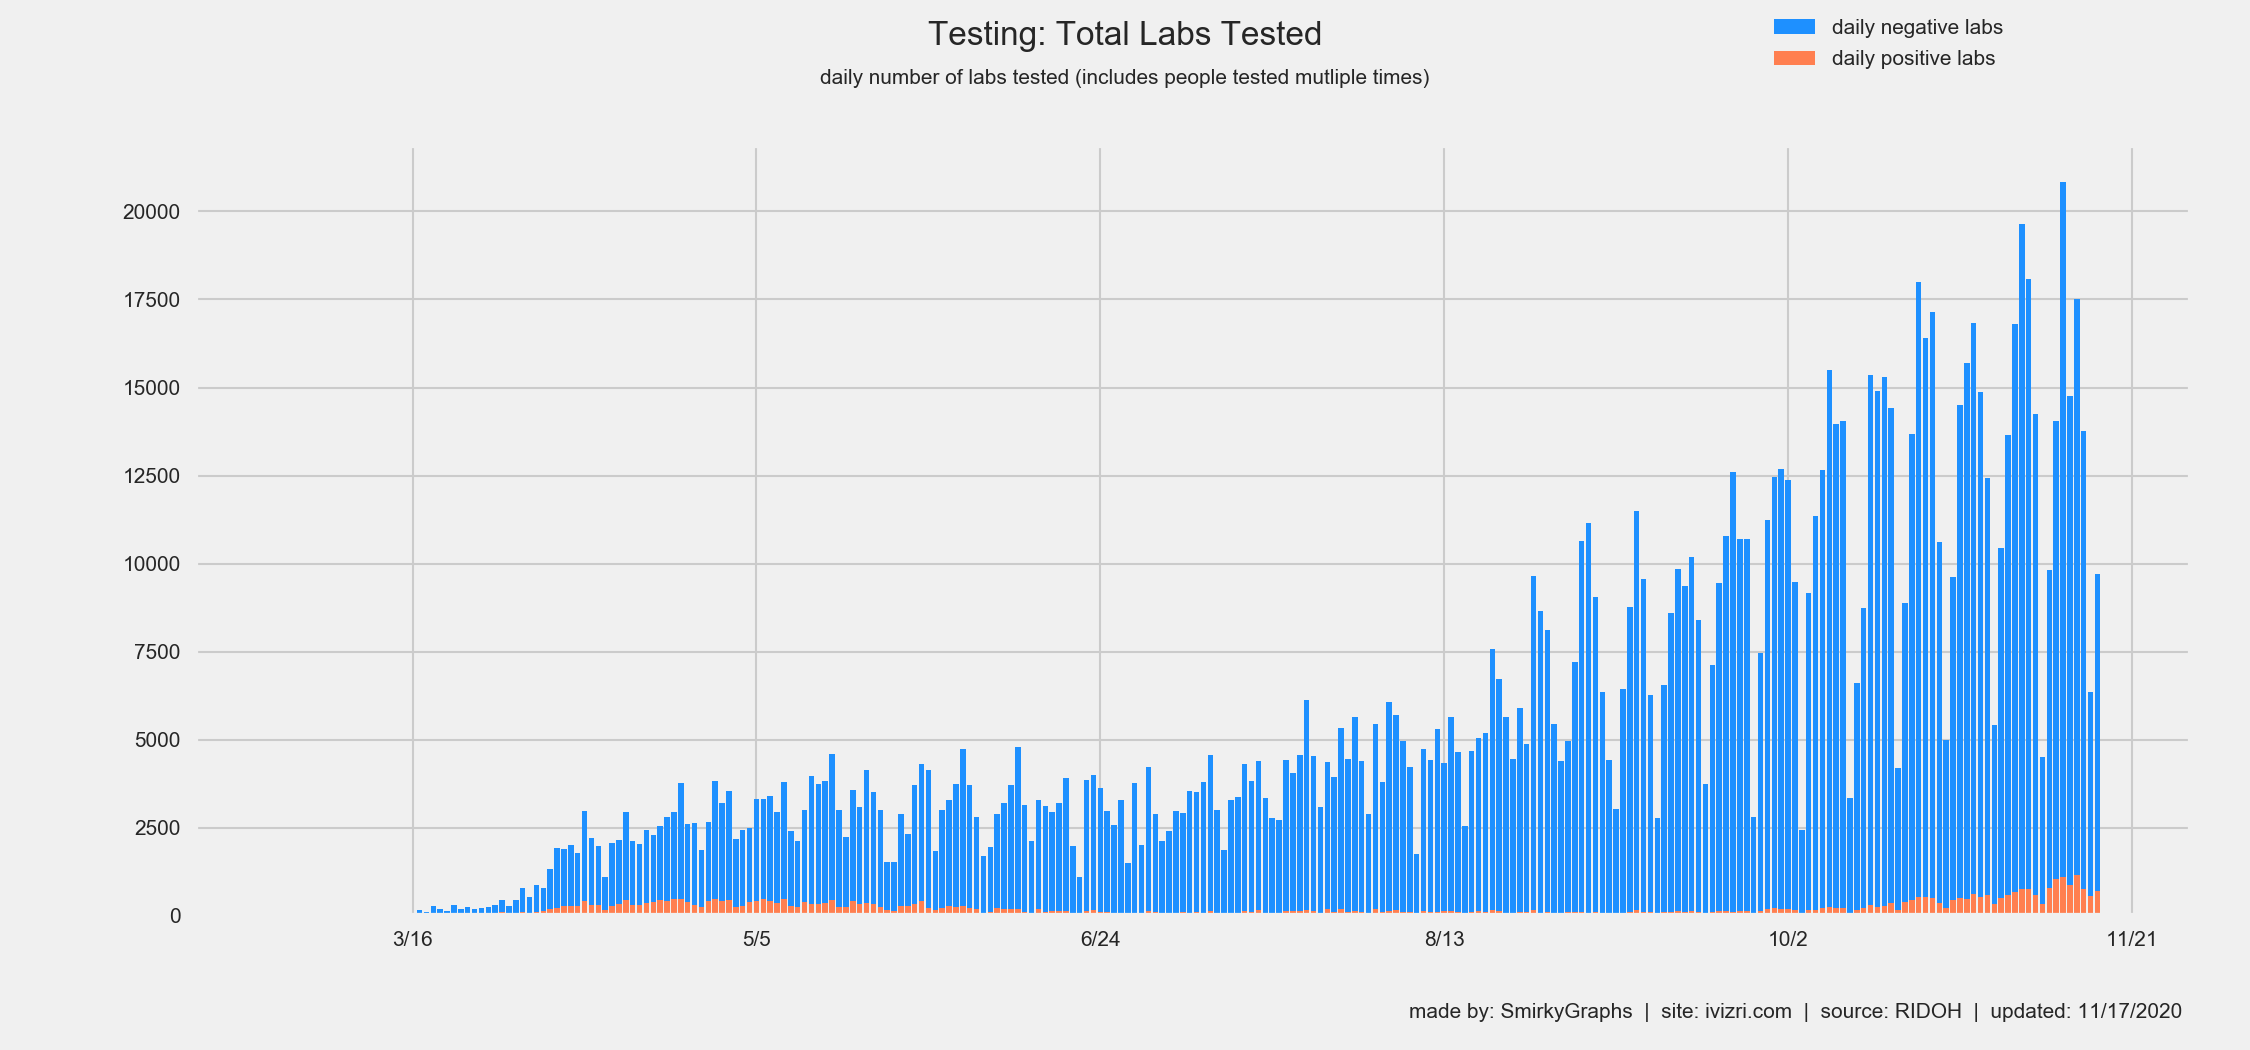 Testing: Total Labs Tested
daily number of labs tested (includes people tested mutliple times)
daily negative labs
daily positive labs
20000
17500
15000
12500
10000
7500
5000
2500
0
3/16 5/5 6/24 8/13 10/2 11/21
made by: SmirkyGraphs | site: ivizri.com | source: RIDOH | updated: 11/17/2020